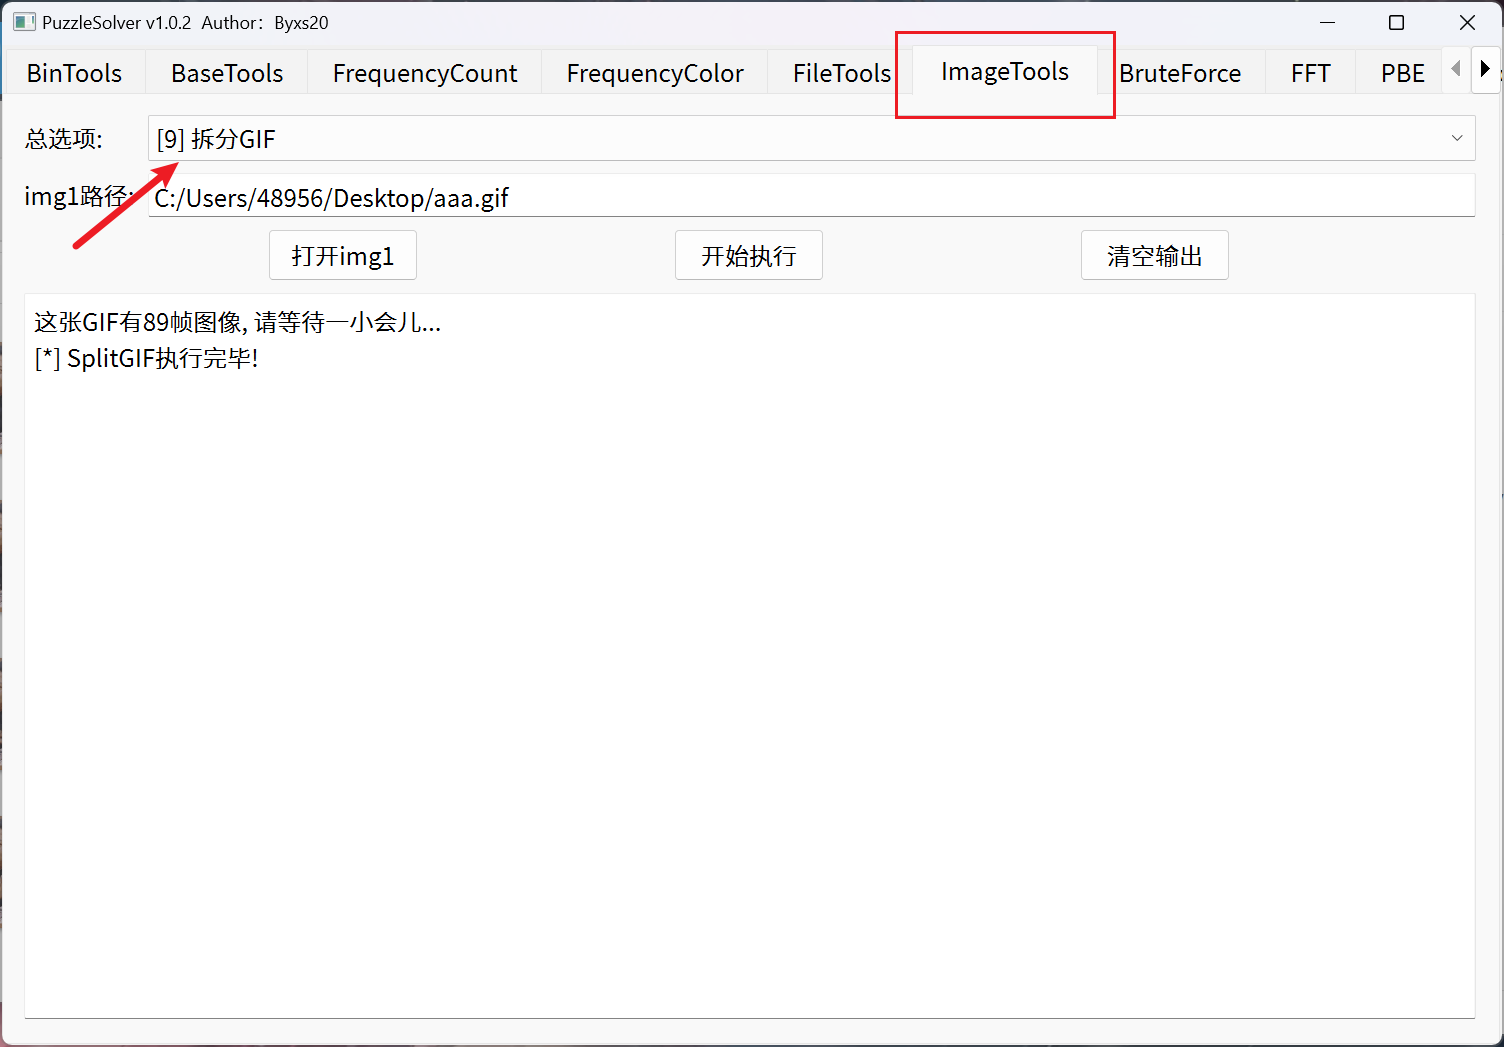 PuzzleSolver v1.0.2 Author: Byxs20
BinTools BaseTools FrequencyCount FrequencyColor FileTools ImageTools BruteForce FFT PBE
总选项: [9] 拆分GIF
img1路径: C:/Users/48956/Desktop/aaa.gif
打开img1 开始执行 清空输出
这张GIF有89帧图像, 请等待一小会儿...
[*] SplitGIF执行完毕!